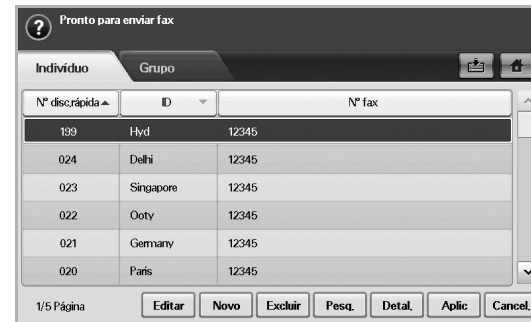 Pronto para enviar fax
Indivíduo Grupo
Nº disc.rápida ID Nº fax
199 Hyd 12345
024 Delhi 12345
023 Singapore 12345
022 Ooty 12345
021 Germany 12345
020 Paris 12345
1/5 Página Editar Novo Excluir Pesq. Detal. Aplic Cancel.